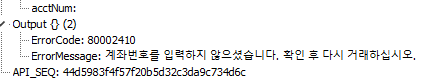 acctNum:
Output {} (2)
ErrorCode: 80002410
ErrorMessage: 계좌번호를 입력하지 않으셨습니다. 확인 후 다시 거래하십시오.
API_SEQ: 44d5983f4f57f20b5d32c3da9c734d6c